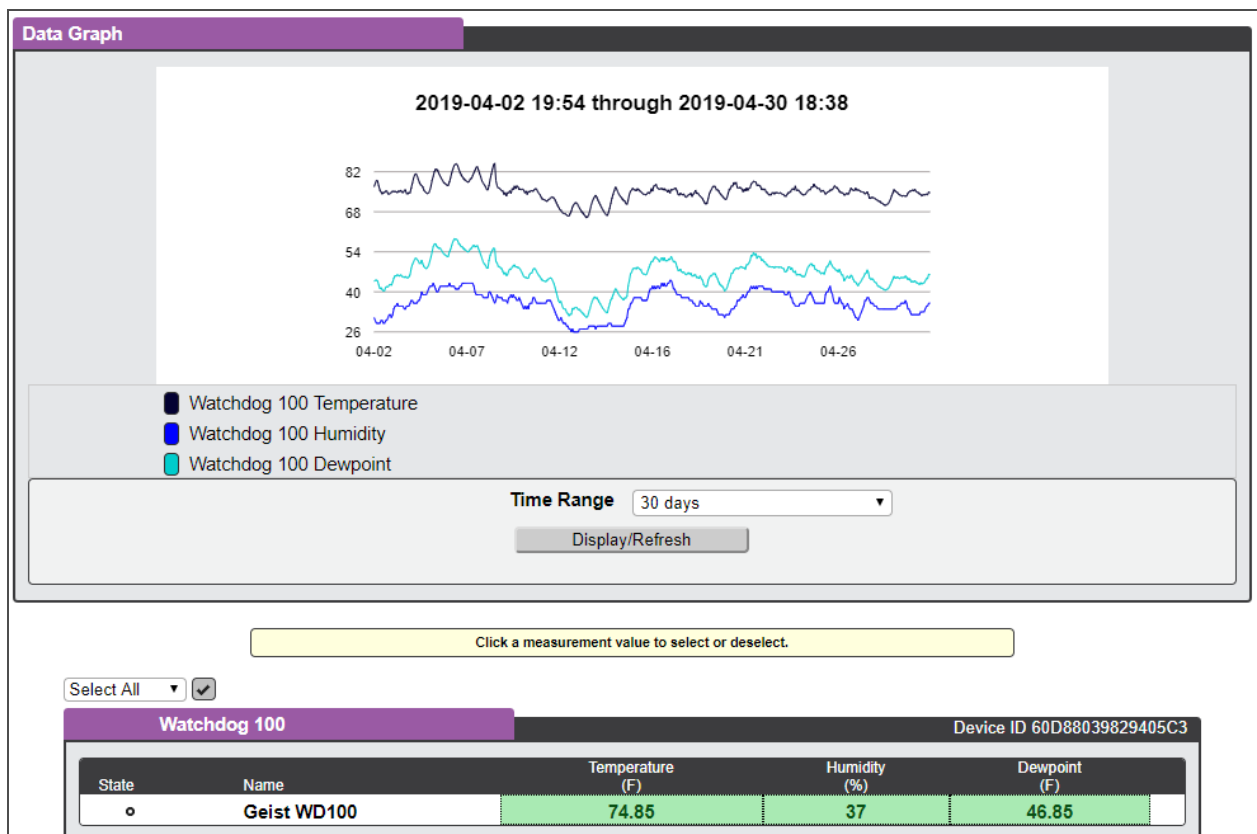 Data Graph
2019-04-02 19:54 through 2019-04-30 18:38
82
68
54
40
26
04-02 04-07 04-12 04-16 04-21 04-26
Watchdog 100 Temperature
Watchdog 100 Humidity
Watchdog 100 Dewpoint
Time Range 30 days
Display/Refresh
Click a measurement value to select or deselect.
Select All
Watchdog 100 Device ID 60D88039829405C3
State Name Temperature (F) Humidity (%) Dewpoint (F)
Geist WD100 74.85 37 46.85